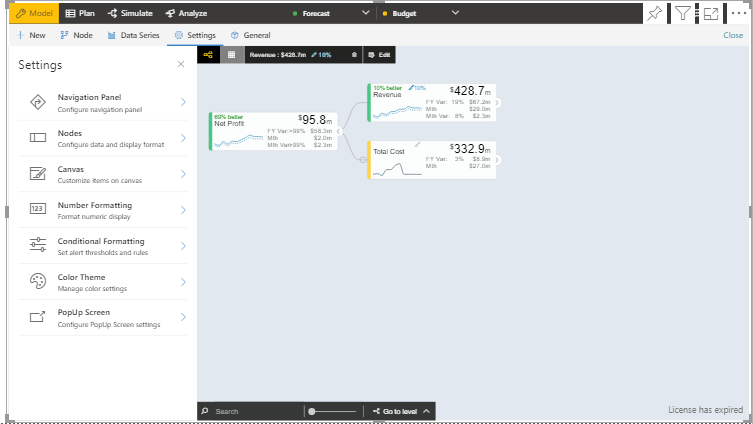 Model Plan Simulate Analyze Forecast Budget
New Node Data Series Settings General Close
Settings
Revenue : $428.7m 18% Edit
Navigation Panel
Configure navigation panel
Nodes
Configure data and display format
Canvas
Customize items on canvas
Number Formatting
Format numeric display
Conditional Formatting
Set alert thresholds and rules
Color Theme
Manage color settings
PopUp Screen
Configure PopUp Screen settings
69% better
Net Profit
$95.8m
FY Var: >99% $58.3m
Mth $2.0m
Mth Var: >99% $2.3m
10% better 18%
Revenue
$428.7m
FY Var: 19% $67.2m
Mth $29.0m
Mth Var: 8% $2.3m
Total Cost
$332.9m
FY Var: 3% $8.9m
Mth $27.0m
Search Go to level
License has expired